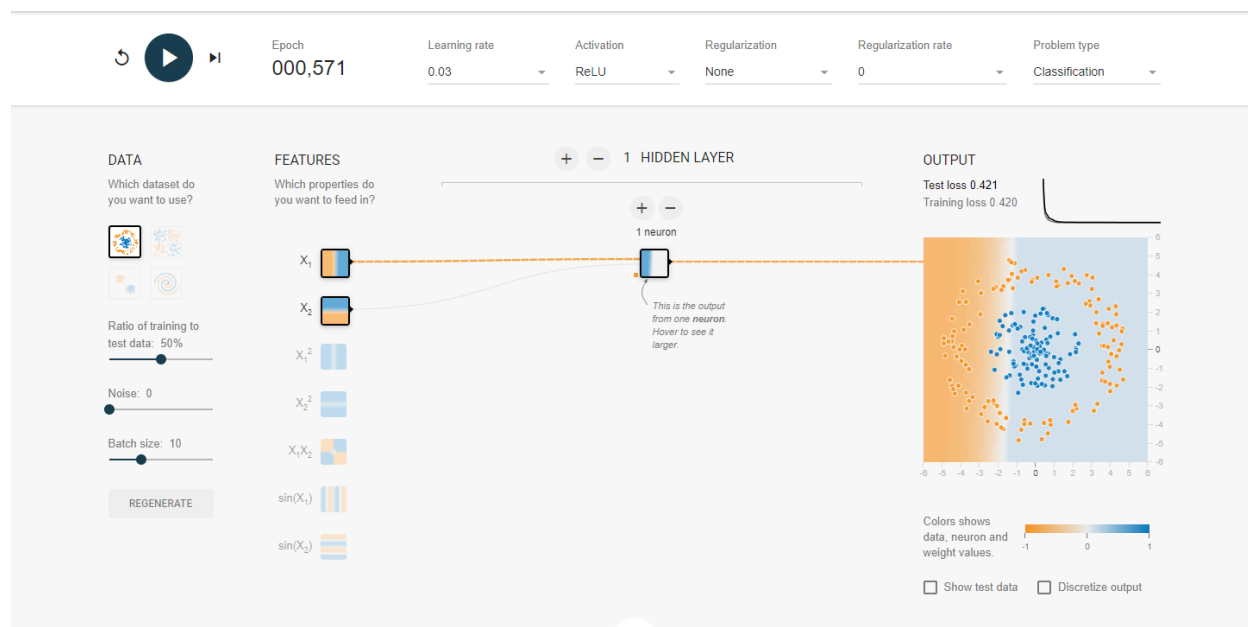 Epoch
000,571
Learning rate
0.03
Activation
ReLU
Regularization
None
Regularization rate
0
Problem type
Classification
DATA
Which dataset do
you want to use?
Ratio of training to
test data: 50%
Noise: 0
Batch size: 10
REGENERATE
FEATURES
Which properties do
you want to feed in?
X₁
X₂
X₁²
X₂²
X₁X₂
sin(X₁)
sin(X₂)
+ − 1 HIDDEN LAYER
+ −
1 neuron
This is the output
from one neuron.
Hover to see it
larger.
OUTPUT
Test loss 0.421
Training loss 0.420
6
5
4
3
2
1
0
-1
-2
-3
-4
-5
-6
-6 -5 -4 -3 -2 -1 0 1 2 3 4 5 6
Colors shows
data, neuron and
weight values.
-1 0 1
Show test data
Discretize output